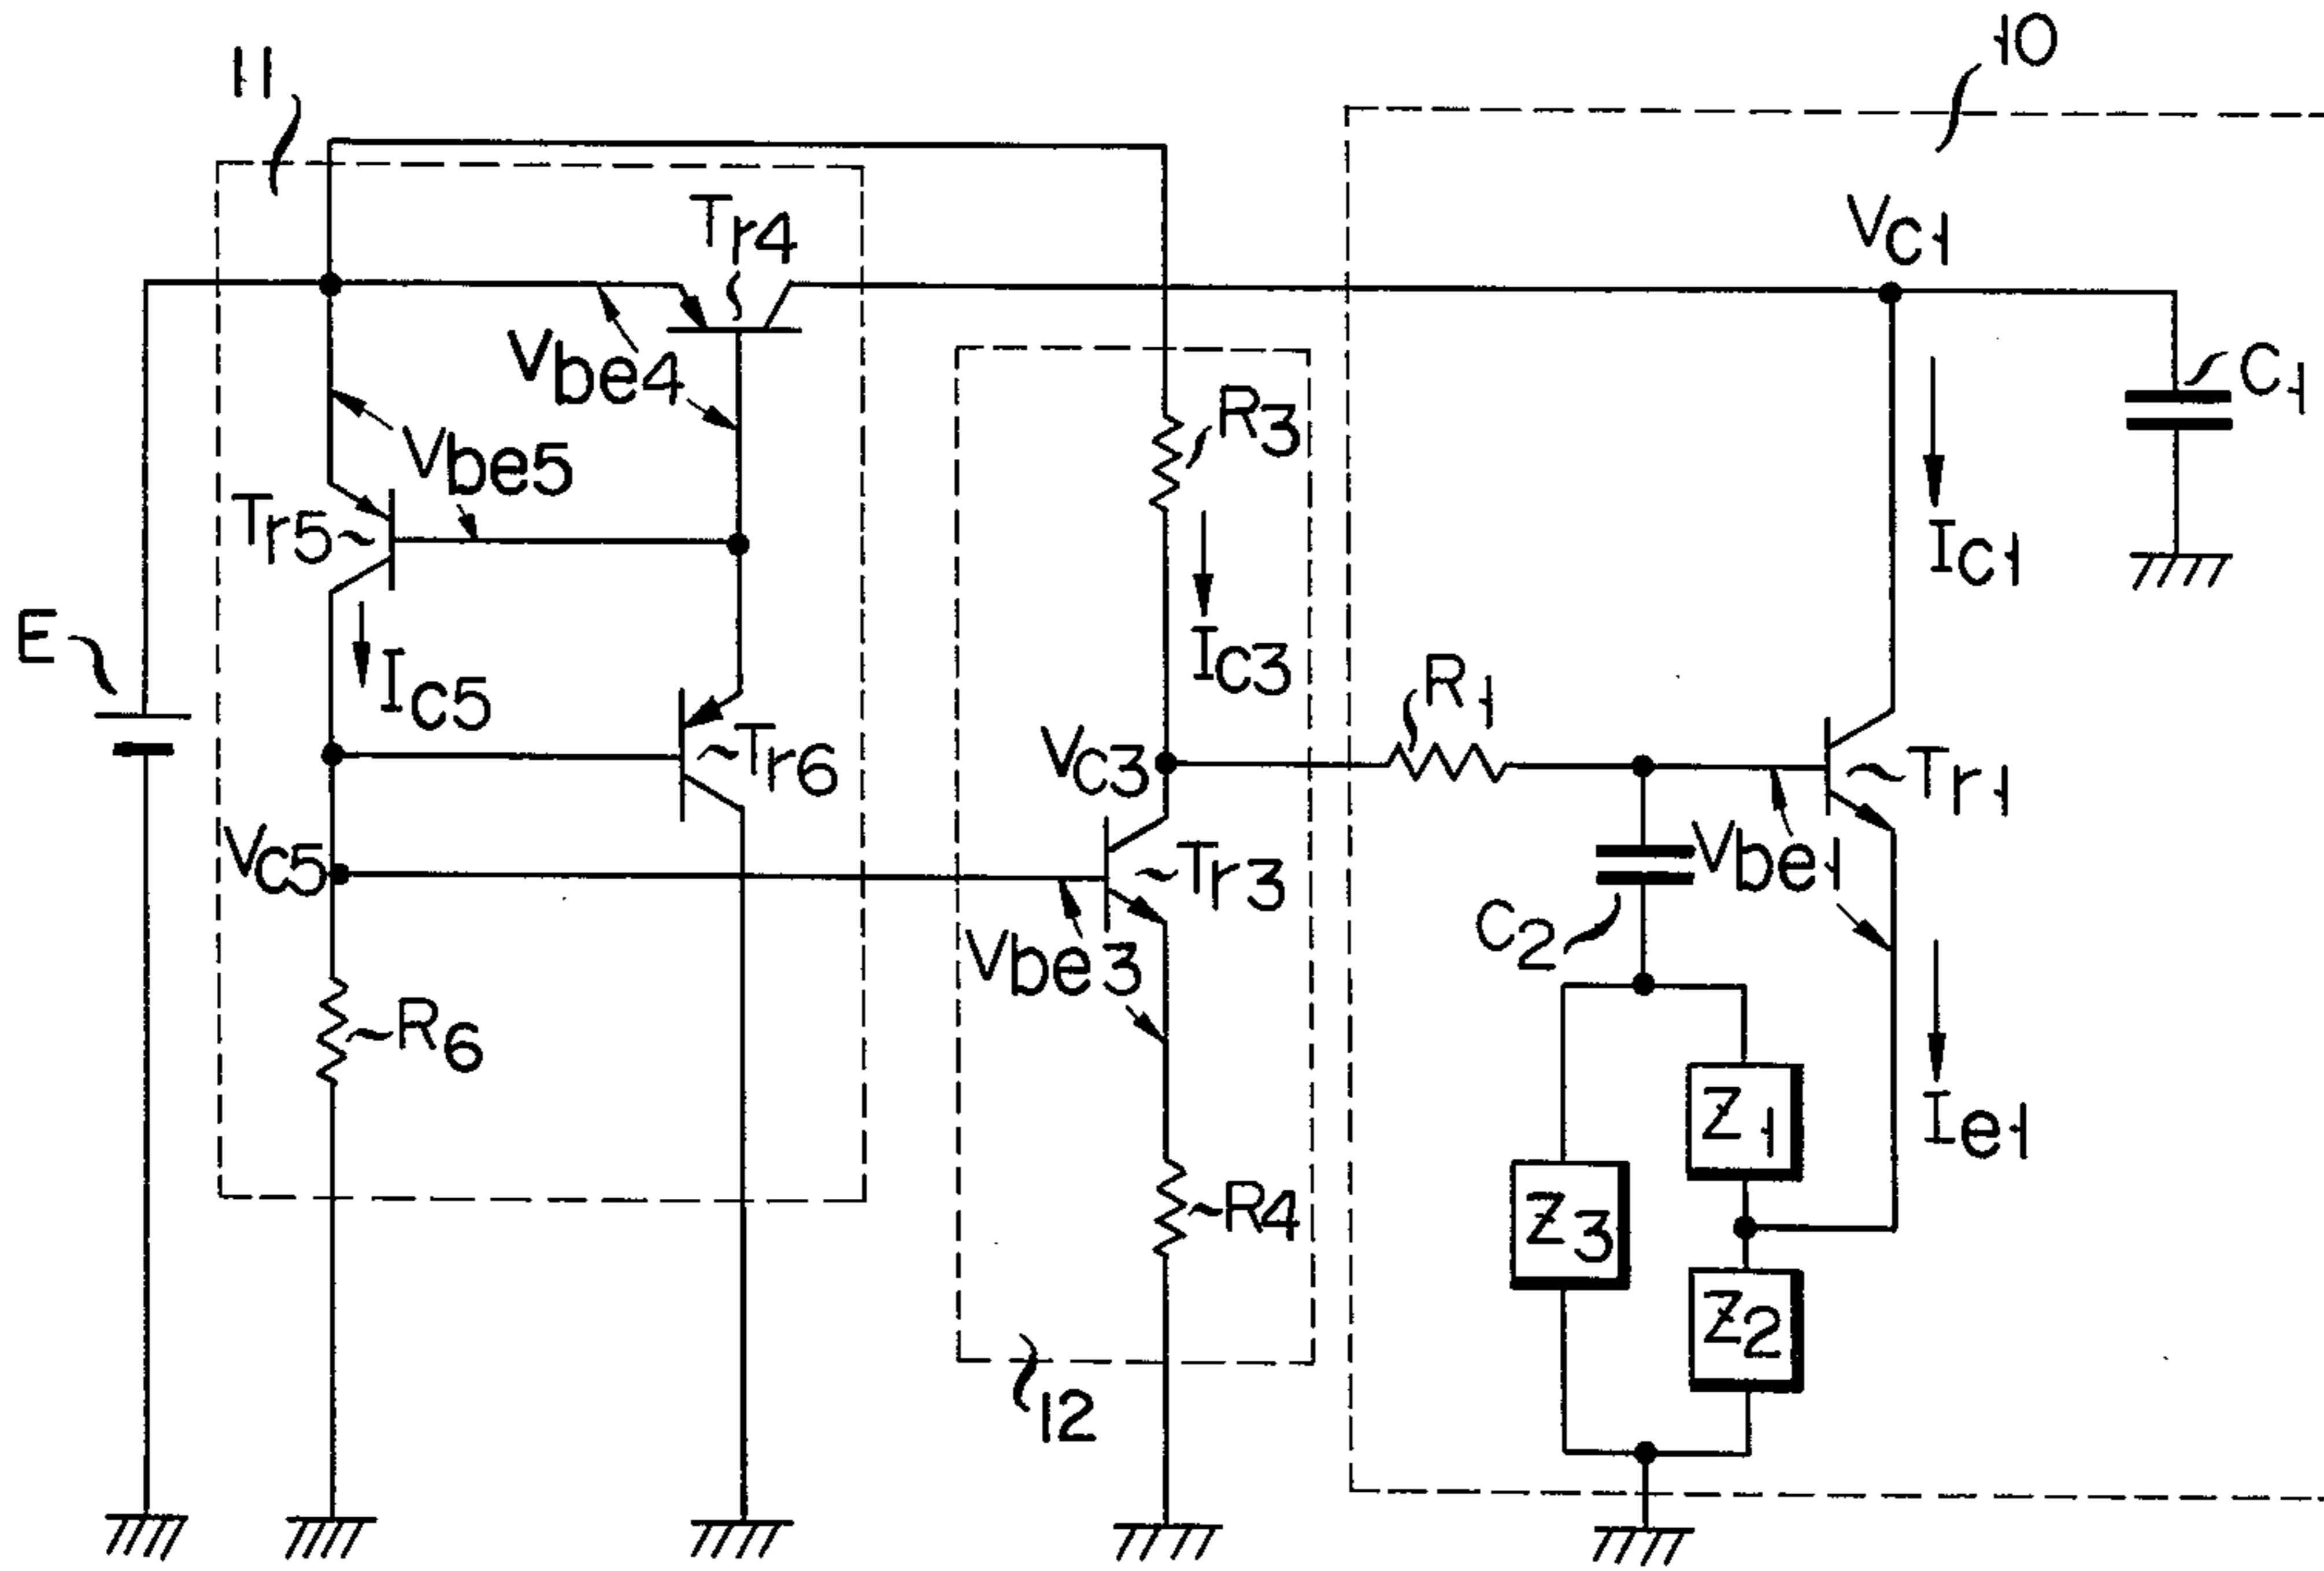 10
11
Tr4
Vc1
Vbe4
C1
R3
Vbe5
Tr5
Ic1
E
Ic3
Ic5
R1
Vc3
Tr6
Tr1
Vc5
Tr3
Vbe1
C2
Vbe3
R6
Z1
Ie1
Z3
R4
Z2
12